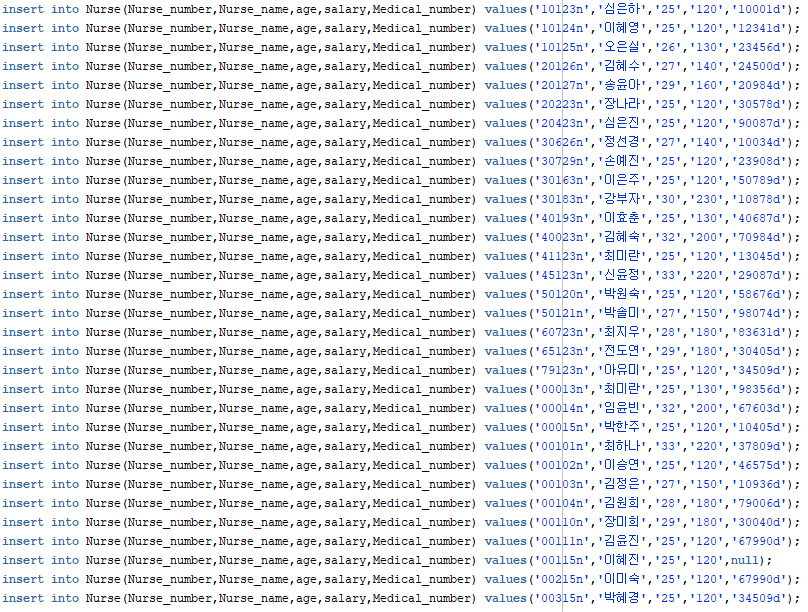 insert into Nurse(Nurse_number,Nurse_name,age,salary,Medical_number) values('10123n','심은하','25','120','10001d');
insert into Nurse(Nurse_number,Nurse_name,age,salary,Medical_number) values('10124n','이혜영','25','120','12341d');
insert into Nurse(Nurse_number,Nurse_name,age,salary,Medical_number) values('10125n','오은실','26','130','23456d');
insert into Nurse(Nurse_number,Nurse_name,age,salary,Medical_number) values('20126n','김혜수','27','140','24500d');
insert into Nurse(Nurse_number,Nurse_name,age,salary,Medical_number) values('20127n','송윤아','29','160','20984d');
insert into Nurse(Nurse_number,Nurse_name,age,salary,Medical_number) values('20223n','장나라','25','120','30578d');
insert into Nurse(Nurse_number,Nurse_name,age,salary,Medical_number) values('20423n','심은진','25','120','90087d');
insert into Nurse(Nurse_number,Nurse_name,age,salary,Medical_number) values('30626n','정선경','27','140','10034d');
insert into Nurse(Nurse_number,Nurse_name,age,salary,Medical_number) values('30729n','손예진','25','120','23908d');
insert into Nurse(Nurse_number,Nurse_name,age,salary,Medical_number) values('30163n','이은주','25','120','50789d');
insert into Nurse(Nurse_number,Nurse_name,age,salary,Medical_number) values('30183n','강부자','30','230','10878d');
insert into Nurse(Nurse_number,Nurse_name,age,salary,Medical_number) values('40193n','이효춘','25','130','40687d');
insert into Nurse(Nurse_number,Nurse_name,age,salary,Medical_number) values('40023n','김혜숙','32','200','70984d');
insert into Nurse(Nurse_number,Nurse_name,age,salary,Medical_number) values('41123n','최미란','25','120','13045d');
insert into Nurse(Nurse_number,Nurse_name,age,salary,Medical_number) values('45123n','신윤정','33','220','29087d');
insert into Nurse(Nurse_number,Nurse_name,age,salary,Medical_number) values('50120n','박원숙','25','120','58676d');
insert into Nurse(Nurse_number,Nurse_name,age,salary,Medical_number) values('50121n','박솔미','27','150','98074d');
insert into Nurse(Nurse_number,Nurse_name,age,salary,Medical_number) values('60723n','최지우','28','180','83631d');
insert into Nurse(Nurse_number,Nurse_name,age,salary,Medical_number) values('65123n','전도연','29','180','30405d');
insert into Nurse(Nurse_number,Nurse_name,age,salary,Medical_number) values('79123n','아유미','25','120','34509d');
insert into Nurse(Nurse_number,Nurse_name,age,salary,Medical_number) values('00013n','최미란','25','130','98356d');
insert into Nurse(Nurse_number,Nurse_name,age,salary,Medical_number) values('00014n','임윤빈','32','200','67603d');
insert into Nurse(Nurse_number,Nurse_name,age,salary,Medical_number) values('00015n','박한주','25','120','10405d');
insert into Nurse(Nurse_number,Nurse_name,age,salary,Medical_number) values('00101n','최하나','33','220','37809d');
insert into Nurse(Nurse_number,Nurse_name,age,salary,Medical_number) values('00102n','이승연','25','120','46575d');
insert into Nurse(Nurse_number,Nurse_name,age,salary,Medical_number) values('00103n','김정은','27','150','10936d');
insert into Nurse(Nurse_number,Nurse_name,age,salary,Medical_number) values('00104n','김원희','28','180','79006d');
insert into Nurse(Nurse_number,Nurse_name,age,salary,Medical_number) values('00110n','장미희','29','180','30040d');
insert into Nurse(Nurse_number,Nurse_name,age,salary,Medical_number) values('00111n','김윤진','25','120','67990d');
insert into Nurse(Nurse_number,Nurse_name,age,salary,Medical_number) values('00115n','이혜진','25','120',null);
insert into Nurse(Nurse_number,Nurse_name,age,salary,Medical_number) values('00215n','이미숙','25','120','67990d');
insert into Nurse(Nurse_number,Nurse_name,age,salary,Medical_number) values('00315n','박혜경','25','120','34509d');